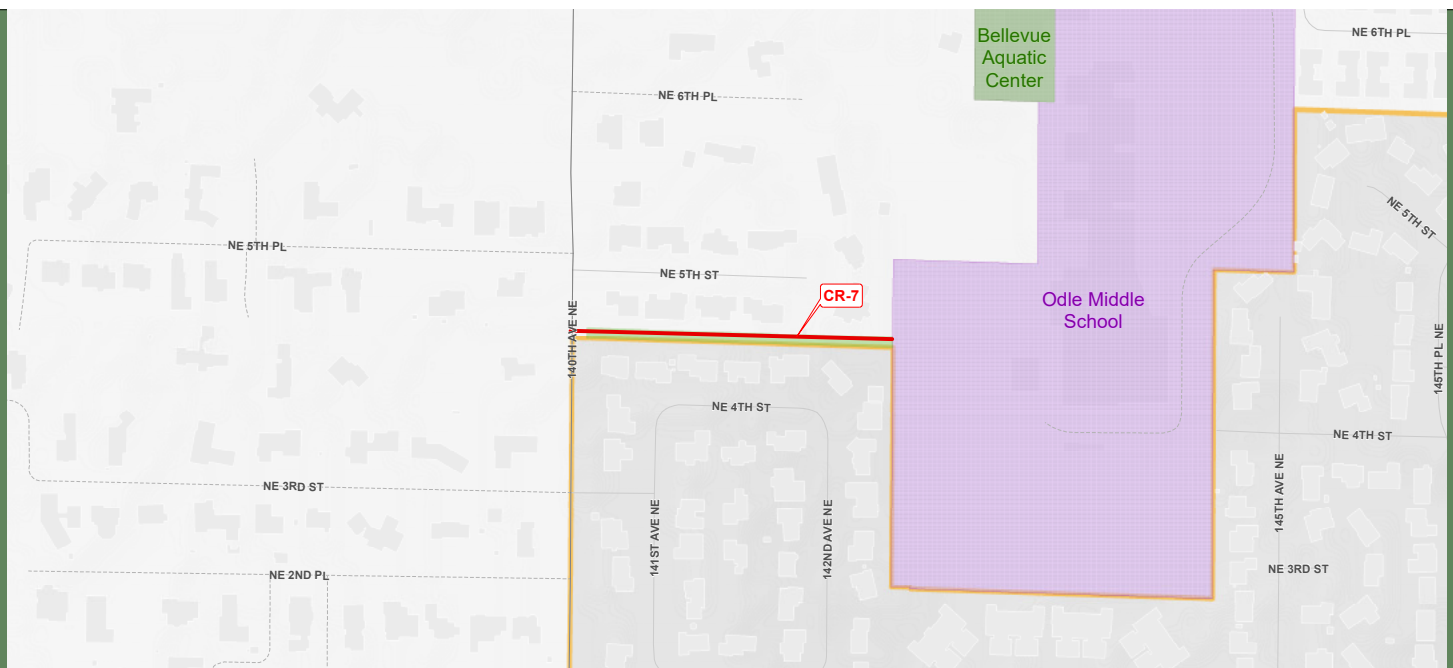 NE 6TH PL
Bellevue
Aquatic
Center
NE 6TH PL
NE 5TH ST
NE 5TH PL
NE 5TH ST
CR-7
Odle Middle
School
140TH AVE NE
145TH PL NE
NE 4TH ST
NE 4TH ST
NE 3RD ST
145TH AVE NE
141ST AVE NE
142ND AVE NE
NE 3RD ST
NE 2ND PL